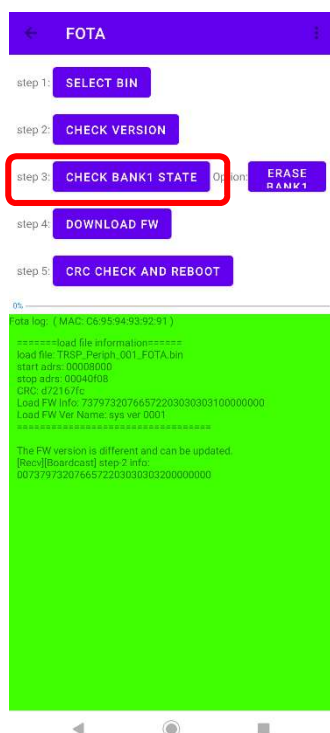 FOTA
step 1: SELECT BIN
step 2: CHECK VERSION
step 3: CHECK BANK1 STATE Option: ERASE
BANK1
step 4: DOWNLOAD FW
step 5: CRC CHECK AND REBOOT
0%
Fota log: ( MAC: C6:95:94:93:92:91 )
=======load file information======
load file: TRSP_Periph_001_FOTA.bin
start adrs: 00008000
stop adrs: 00040f08
CRC: d72167fc
Load FW Info: 73797320766572203030303100000000
Load FW Ver Name: sys ver 0001
==================================
The FW version is different and can be updated.
[Recv][Boardcast] step-2 info:
0073797320766572203030303200000000